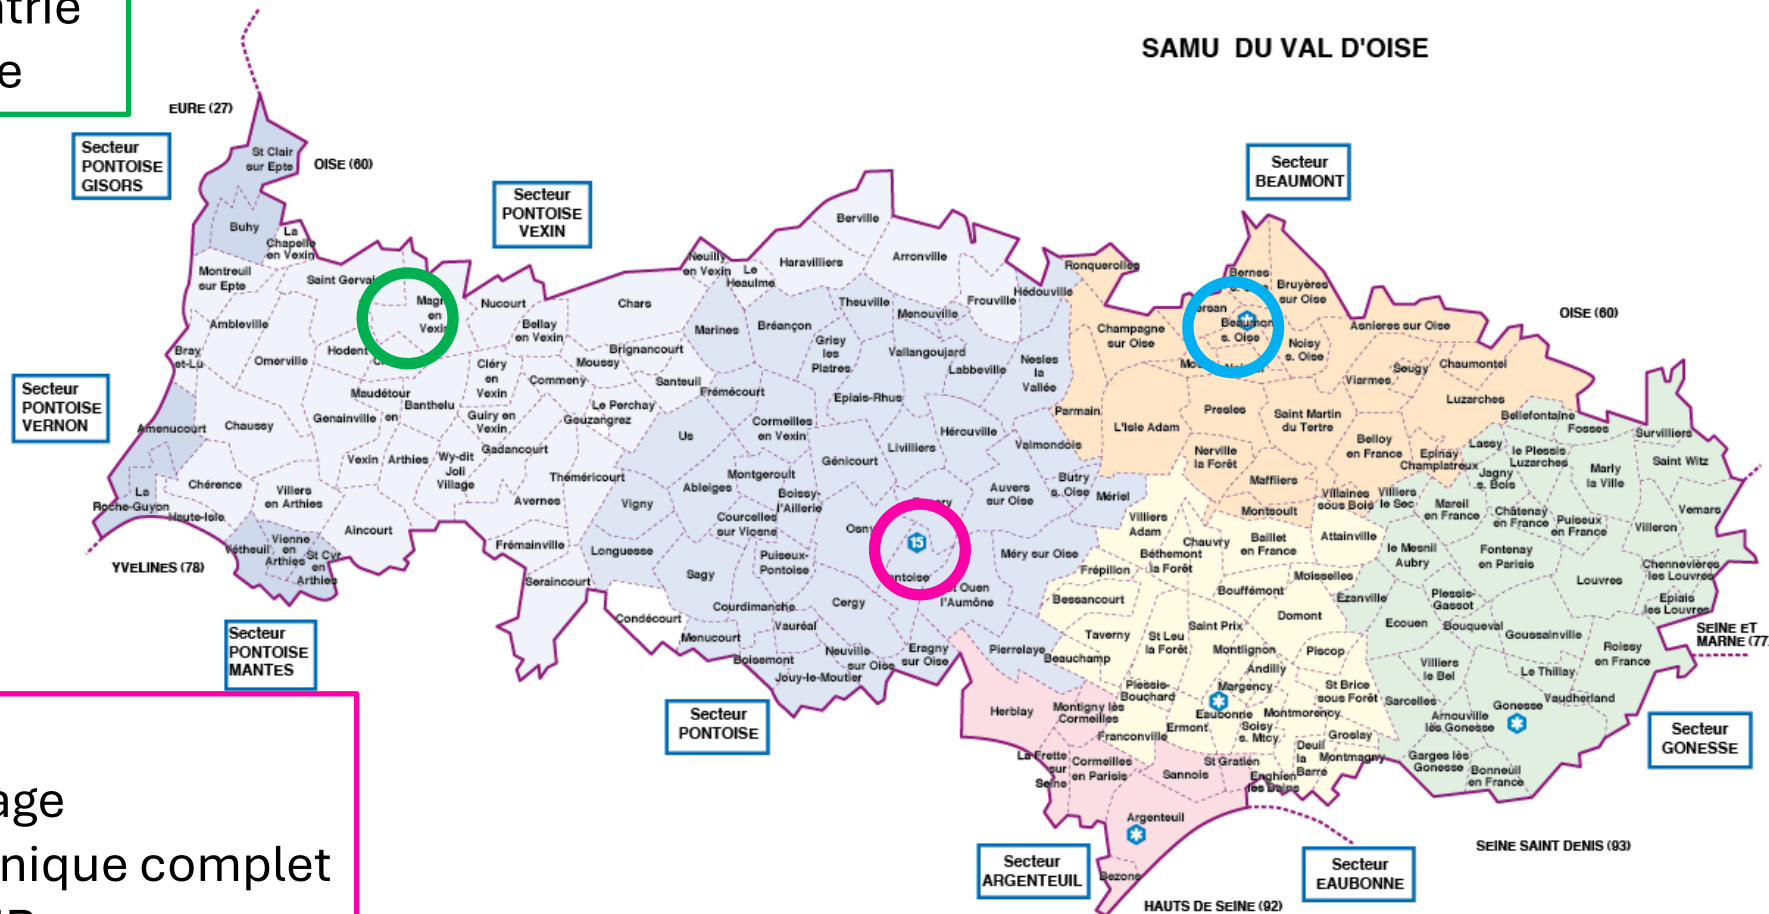 SAMU DU VAL D'OISE
EURE (27)
OISE (60)
Secteur
PONTOISE
GISORS
Secteur
PONTOISE
VEXIN
Secteur
BEAUMONT
OISE (60)
Secteur
PONTOISE
VERNON
YVELINES (78)
Secteur
PONTOISE
MANTES
Secteur
PONTOISE
Secteur
ARGENTEUIL
Secteur
EAUBONNE
Secteur
GONESSE
SEINE ET
SEINE SAINT DENIS (93)
HAUTS DE SEINE (92)
St Clair
sur Epte
Buhy
La
Chapelle
en Vexin
Montreuil
sur Epte
Saint Gervai
Magn
en
Vexin
Nucourt
Ambleville
Bray
et-Lu
Omerville
Hodent
Bellay
en Vexin
Chars
Neuilly
en Vexin
Le
Heaulme
Haravilliers
Berville
Arronville
Frouville
Hédouville
Theuville
Menouville
Marines
Bréançon
Grisy
les
Platres
Vallangoujard
Labbeville
Nesles
la
Vallée
Brignancourt
Moussy
Cléry
en
Vexin
Commeny
Santeuil
Frémécourt
Epiais-Rhus
Maudétour
Banthelu
Genainville
en
Guiry en
Vexin
Le Perchay
Gouzangrez
Gadancourt
Chaussy
Amenucourt
Vexin
Arthies
Wy-dit
Joli
Village
Us
Cormeilles
en Vexin
Génicourt
Livilliers
Hérouville
Valmondois
Théméricourt
Avernes
Chérence
Villers
en Arthies
La
Roche-Guyon
Haute-Isle
Aincourt
Vétheuil
Vienne
en
Arthies
St Cyr
en
Arthies
Frémainville
Seraincourt
Vigny
Longuesse
Ableiges
Montgeroult
Boissy-
l'Aillerie
Courcelles
sur Viosne
Osny
Puiseux-
Pontoise
Sagy
Courdimanche
Cergy
15
ntoise
Ouen
l'Aumône
Auvers
sur Oise
Butry
s. Oise
Mériel
Méry sur Oise
Condécourt
Menucourt
Vauréal
Boisemont
Neuville
sur Oise
Jouy-le-Moutier
Eragny
sur Oise
Pierrelaye
Ronquerolles
Bernes
Bruyères
sur Oise
Champagne
sur Oise
ersan
Beaumon
s. Oise
Noisy
s. Oise
Asnieres sur Oise
Viarmes
Seugy
Chaumontel
Luzarches
Parmain
L'Isle Adam
Presles
Saint Martin
du Tertre
Belloy
en France
Epinay
Champlatreux
Nerville
la Forêt
Maffliers
Montsoult
Villaines
sous Bois
Villiers
le Sec
Lassy
Jagny
s. Bois
le Plessis
Luzarches
Bellefontaine
Fosses
Survilliers
Saint Witz
Marly
la Ville
Vemars
Villeron
Mareil
en France
Châtenay
en France
Puiseux
en France
le Mesnil
Aubry
Fontenay
en Parisis
Louvres
Chennevières
les Louvres
Epiais
les Louvres
Attainville
Villiers
Adam
Chauvry
Béthemont
la Forêt
Baillet
en France
Frépillon
Bessancourt
Bouffémont
Moisselles
Domont
Ezanville
Ecouen
Plessis-
Gassot
Bouqueval
Goussainville
Roissy
en France
Le Thillay
Vaudherland
Taverny
Beauchamp
St Leu
la Forêt
Saint Prix
Montlignon
Andilly
Piscop
Villiers
le Bel
Sarcelles
Arnouville
lès Gonesse
Gonesse
Plessis-
Bouchard
Margency
Eaubonne
Ermont
Soisy
s. Mtcy
Montmorency
St Brice
sous Forêt
Groslay
Deuil
la
Barre
Montmagny
Garges lès
Gonesse
Bonneuil
en France
Herblay
Montigny lès
Cormeilles
Franconville
La Frette
sur
Seine
Cormeilles
en Parisis
Sannois
St Gratien
Enghien
les Bains
Argenteuil
Bezons
age
nique complet